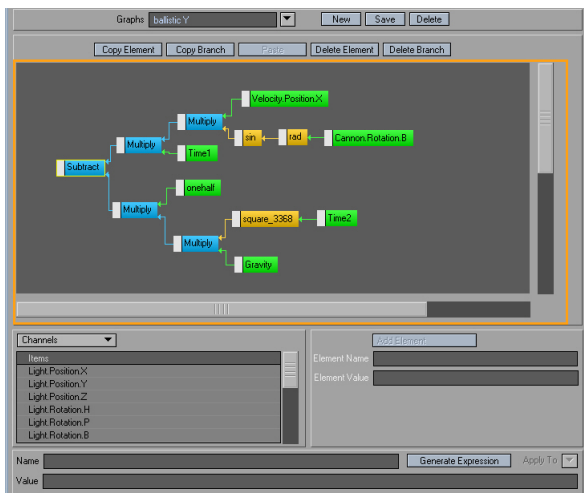 Graphs ballistic Y New Save Delete
Copy Element Copy Branch Paste Delete Element Delete Branch
Velocity.Position.X
Multiply
sin rad Cannon.Rotation.B
Multiply
Time1
Subtract
onehalf
Multiply
square_3368 Time2
Multiply
Gravity
Channels Add Element
Items Element Name
Light.Position.X
Light.Position.Y Element Value
Light.Position.Z
Light.Rotation.H
Light.Rotation.P
Light.Rotation.B
Name Generate Expression Apply To
Value